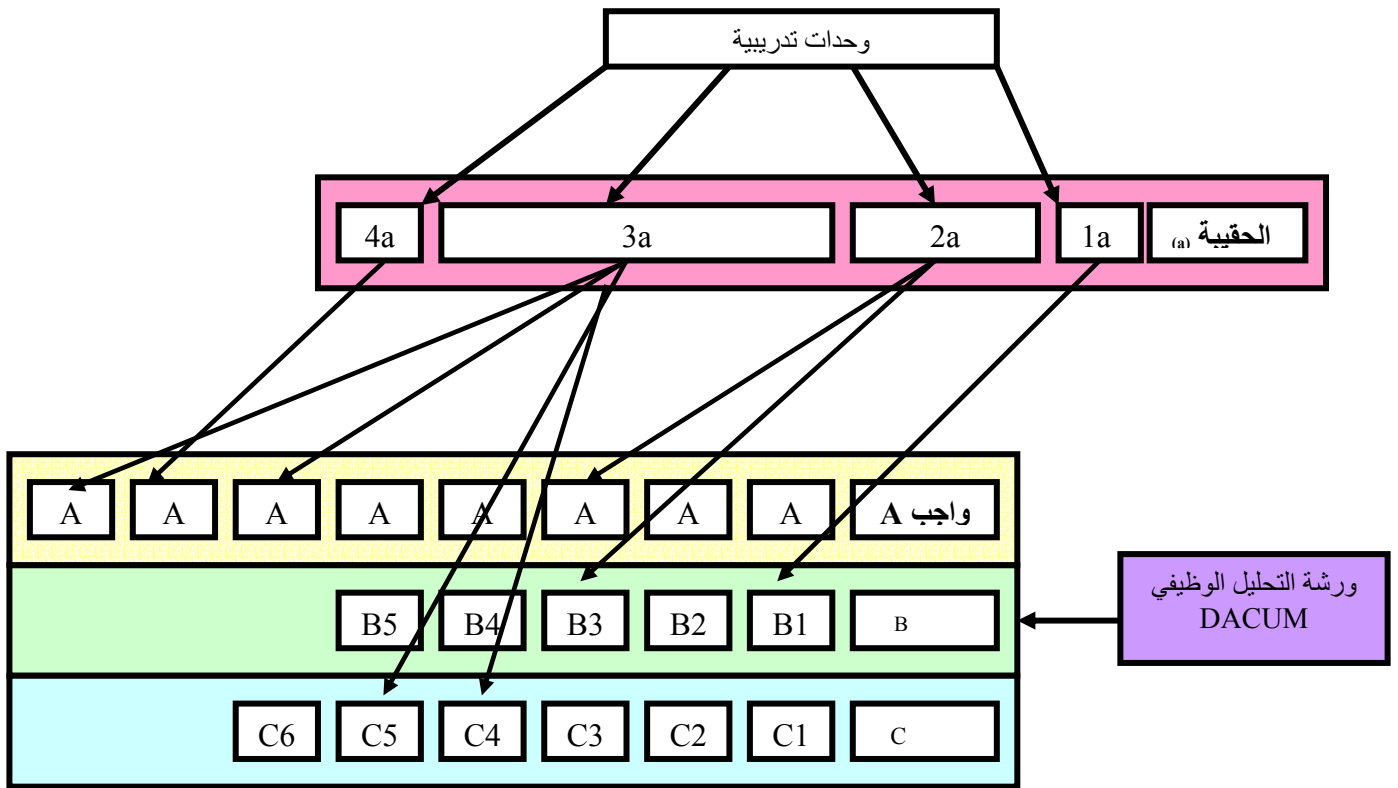 وحدات تدريبية
الحقيبة (a)
1a
2a
3a
4a
واجب A
A
A
A
A
A
A
A
A
B
B1
B2
B3
B4
B5
ورشة التحليل الوظيفي
DACUM
C
C1
C2
C3
C4
C5
C6